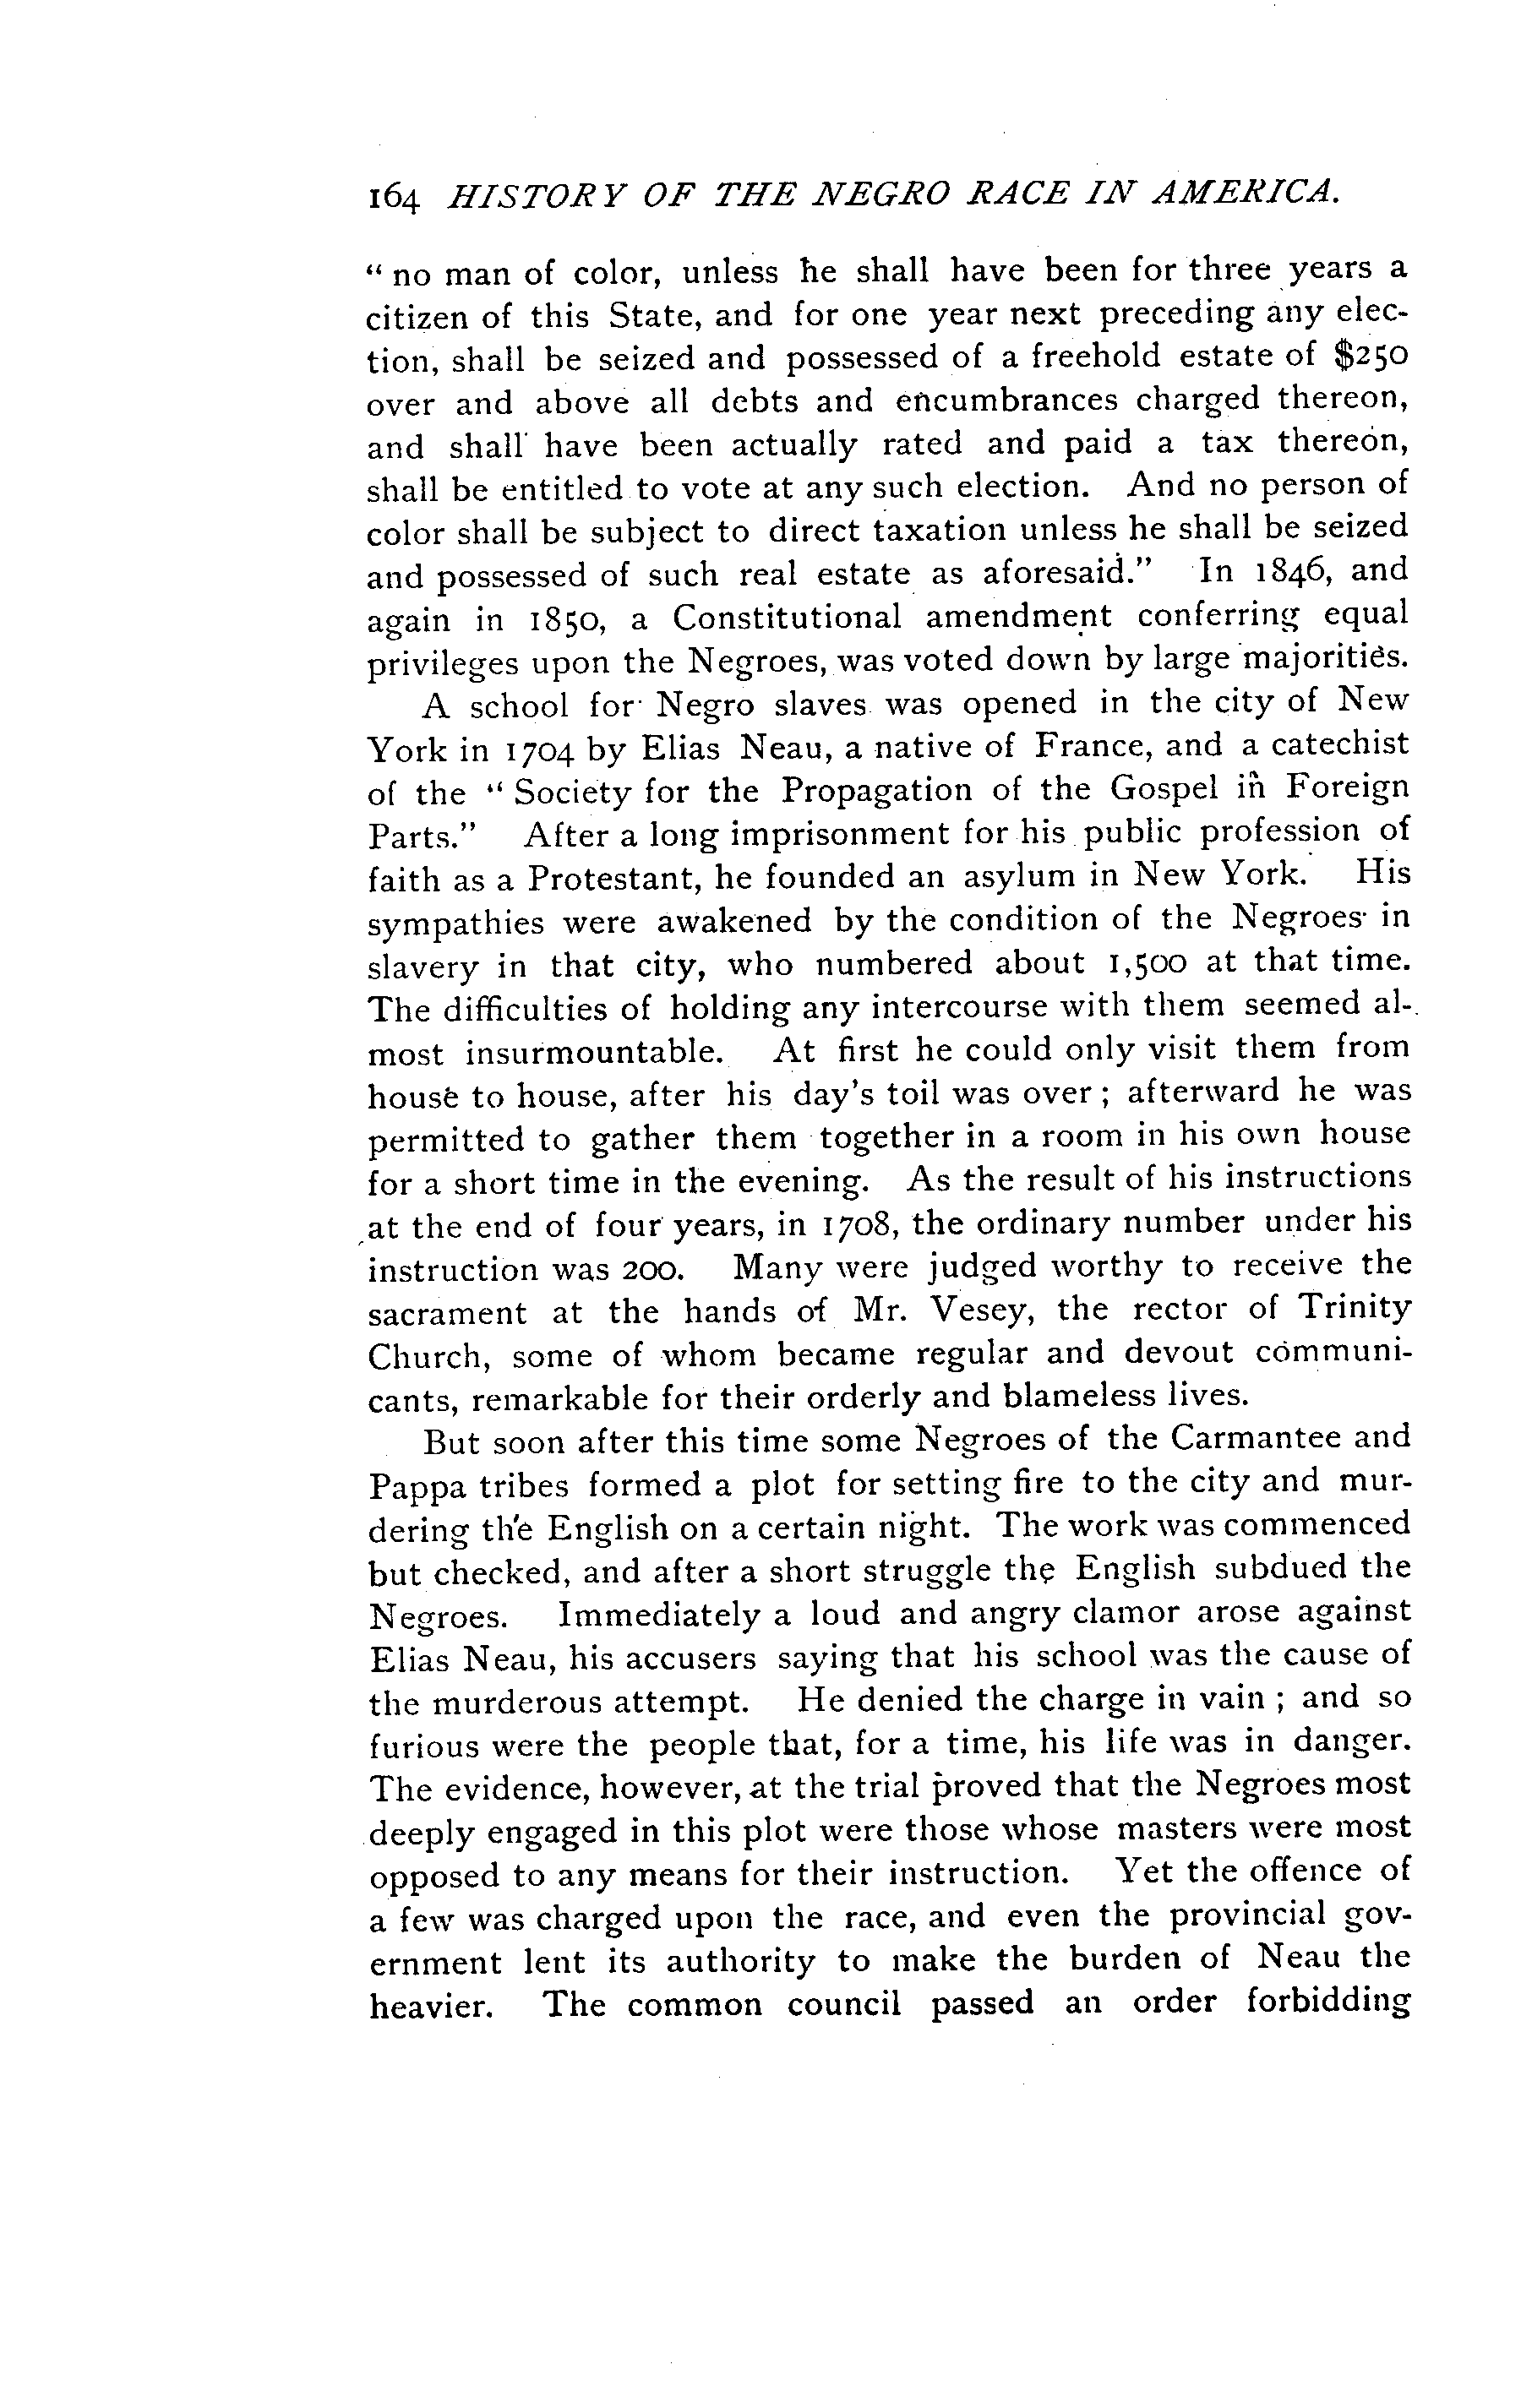 164 HISTORY OF THE NEGRO RACE IN AMERICA.
" no man of color, unless he shall have been for three years a
citizen of this State, and for one year next preceding any elec-
tion, shall be seized and possessed of a freehold estate of $250
over and above all debts and encumbrances charged thereon,
and shall have been actually rated and paid a tax thereon,
shall be entitled to vote at any such election. And no person of
color shall be subject to direct taxation unless he shall be seized
and possessed of such real estate as aforesaid." In 1846, and
again in 1850, a Constitutional amendment conferring equal
privileges upon the Negroes, was voted down by large majorities.
A school for Negro slaves was opened in the city of New
York in 1704 by Elias Neau, a native of France, and a catechist
of the " Society for the Propagation of the Gospel in Foreign
Parts." After a long imprisonment for his public profession of
faith as a Protestant, he founded an asylum in New York. His
sympathies were awakened by the condition of the Negroes in
slavery in that city, who numbered about 1,500 at that time.
The difficulties of holding any intercourse with them seemed al-
most insurmountable. At first he could only visit them from
house to house, after his day's toil was over ; afterward he was
permitted to gather them together in a room in his own house
for a short time in the evening. As the result of his instructions
at the end of four years, in 1708, the ordinary number under his
instruction was 200. Many were judged worthy to receive the
sacrament at the hands of Mr. Vesey, the rector of Trinity
Church, some of whom became regular and devout communi-
cants, remarkable for their orderly and blameless lives.
But soon after this time some Negroes of the Carmantee and
Pappa tribes formed a plot for setting fire to the city and mur-
dering the English on a certain night. The work was commenced
but checked, and after a short struggle the English subdued the
Negroes. Immediately a loud and angry clamor arose against
Elias Neau, his accusers saying that his school was the cause of
the murderous attempt. He denied the charge in vain ; and so
furious were the people that, for a time, his life was in danger.
The evidence, however, at the trial proved that the Negroes most
deeply engaged in this plot were those whose masters were most
opposed to any means for their instruction. Yet the offence of
a few was charged upon the race, and even the provincial gov-
ernment lent its authority to make the burden of Neau the
heavier. The common council passed an order forbidding